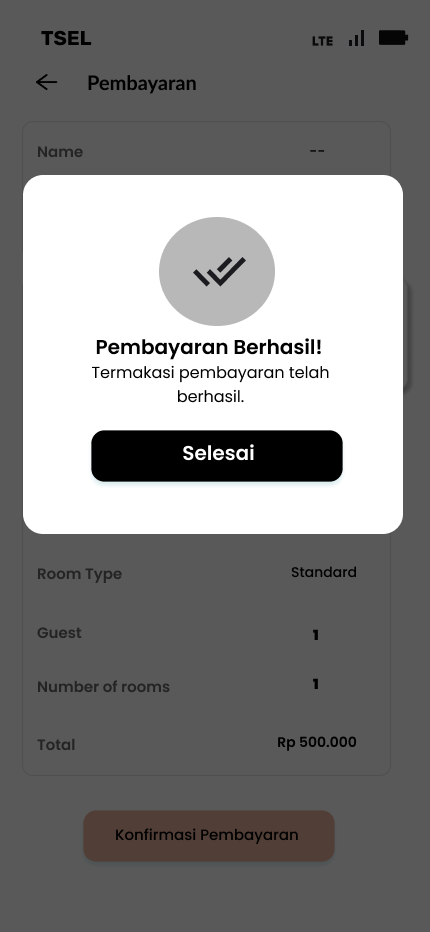 TSEL LTE
Pembayaran
Name --
Pembayaran Berhasil!
Termakasi pembayaran telah
berhasil.
Selesai
Room Type Standard
Guest 1
Number of rooms 1
Total Rp 500.000
Konfirmasi Pembayaran